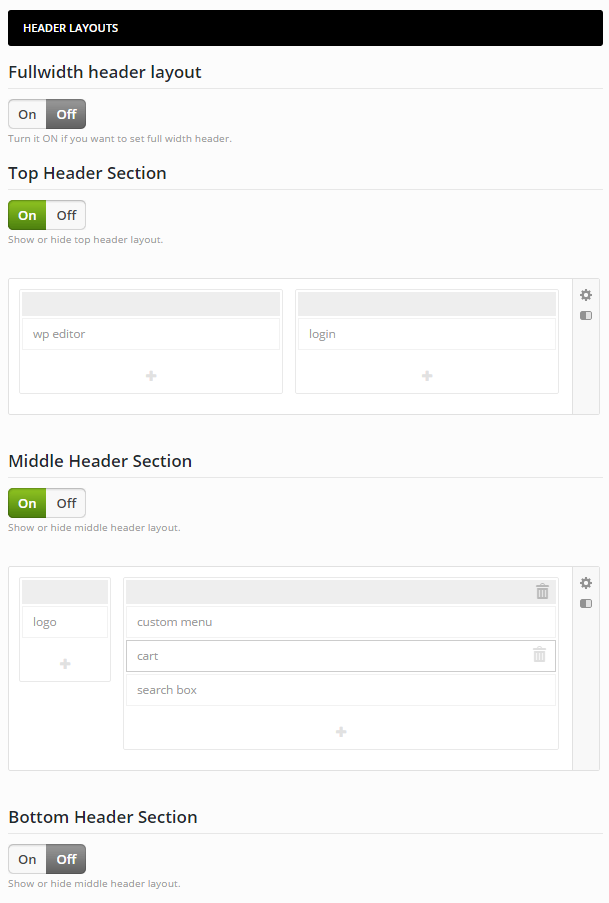 HEADER LAYOUTS
Fullwidth header layout
On Off
Turn it ON if you want to set full width header.
Top Header Section
On Off
Show or hide top header layout.
wp editor
login
Middle Header Section
On Off
Show or hide middle header layout.
logo
custom menu
cart
search box
Bottom Header Section
On Off
Show or hide middle header layout.